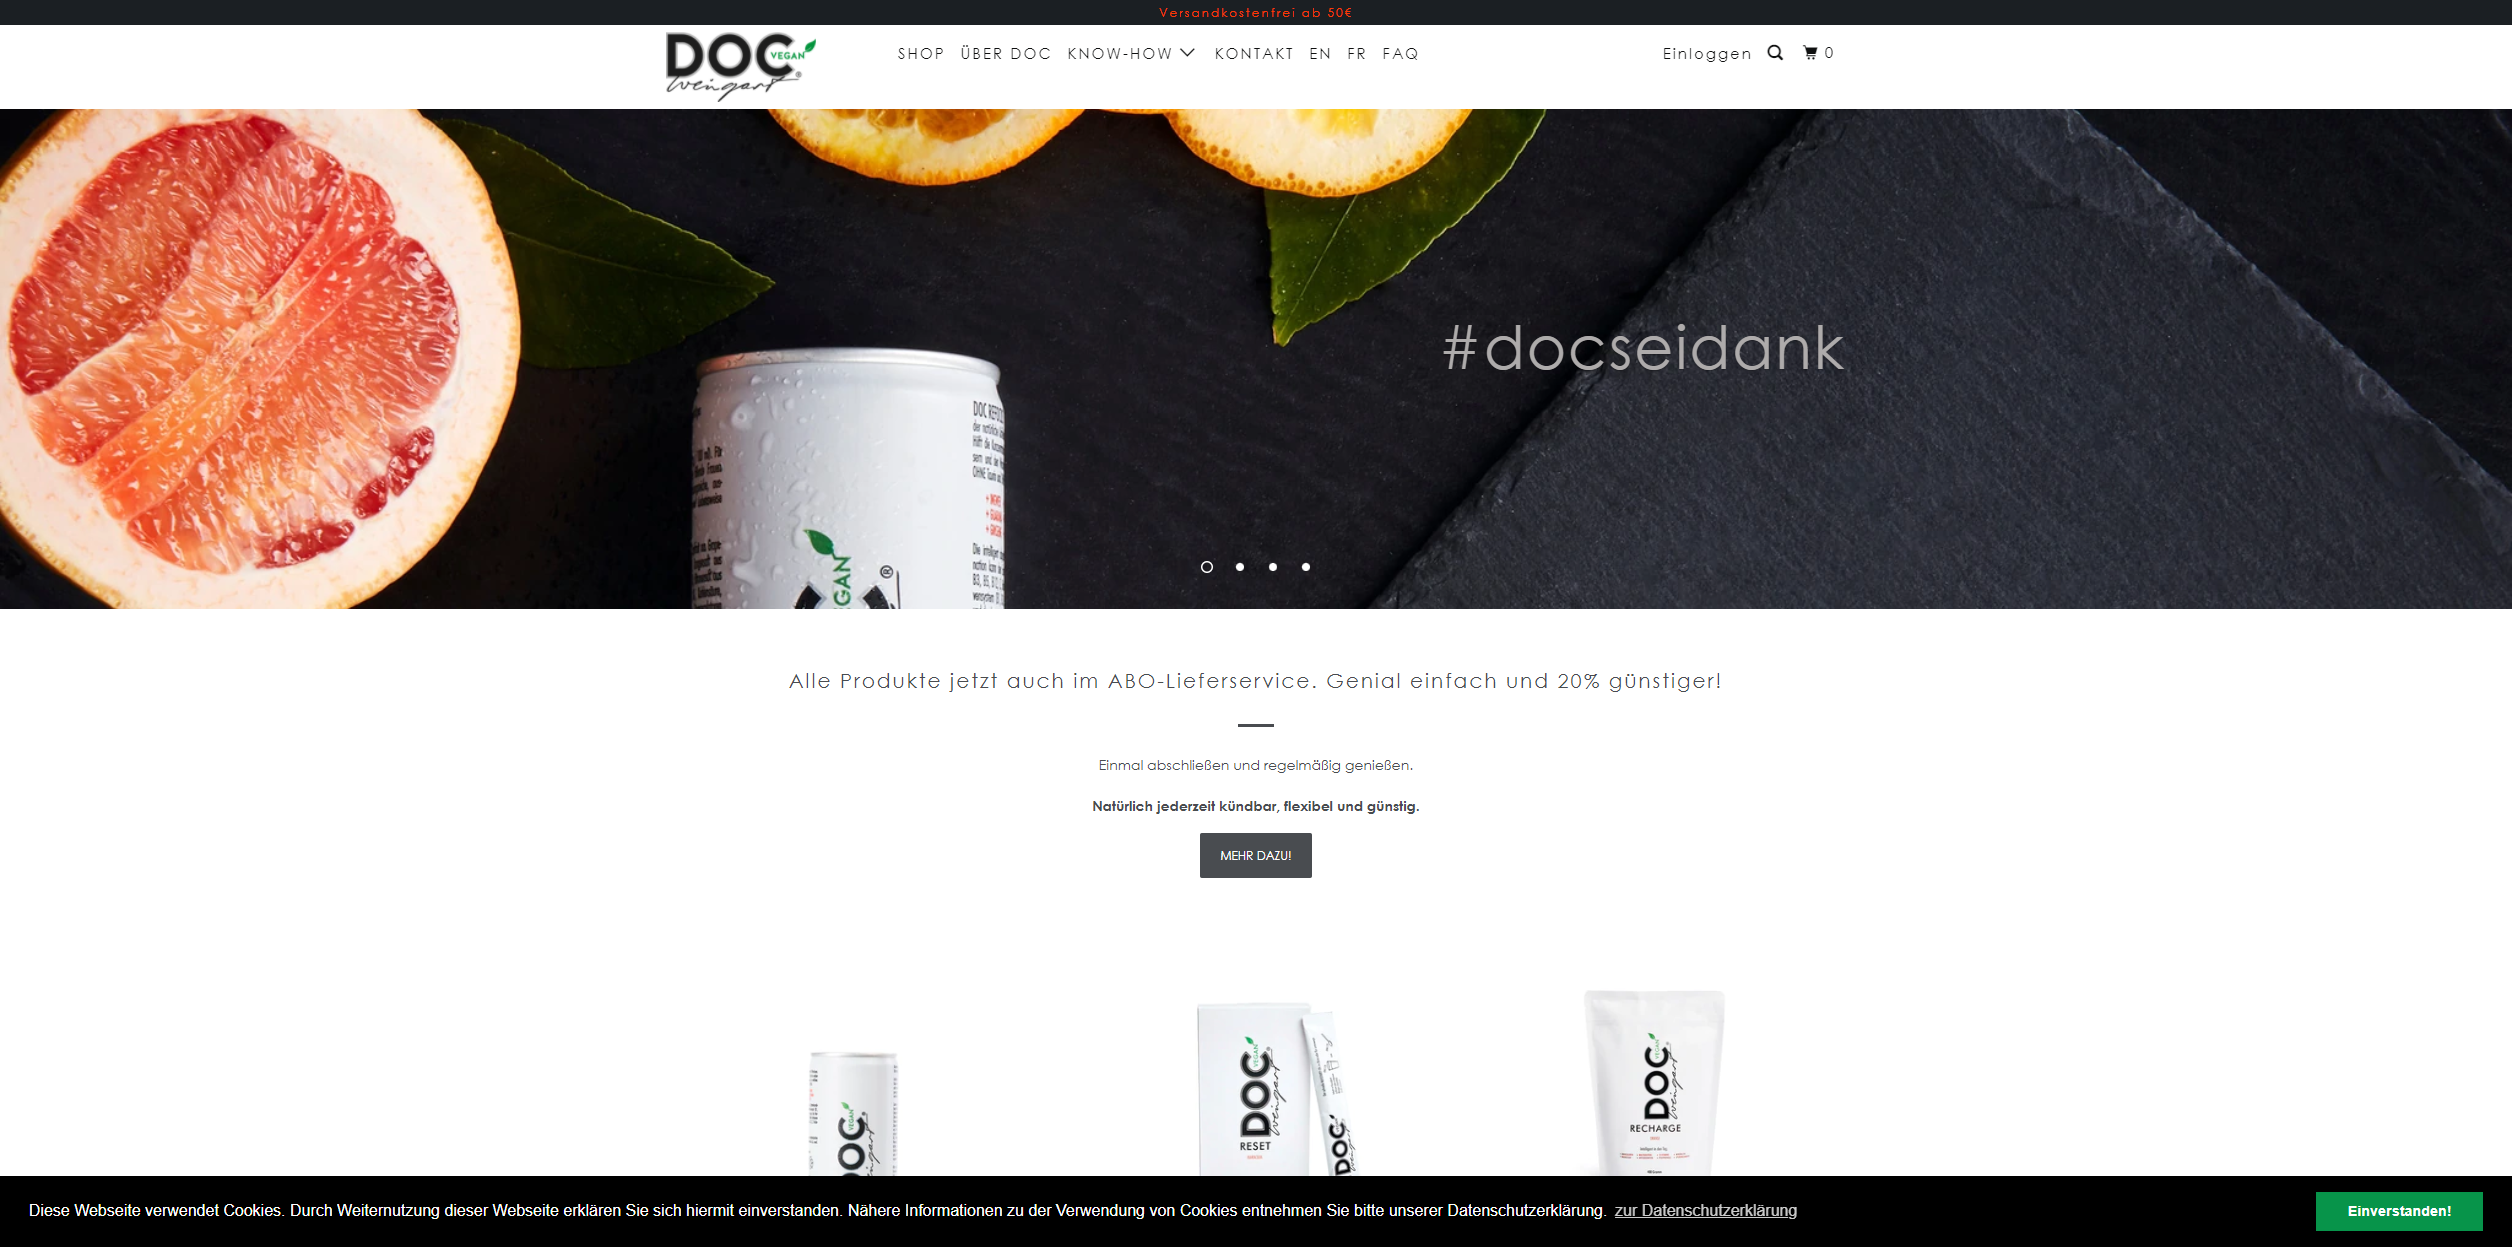 Versandkostenfrei ab 50€
DOC VEGAN
Weingart®
SHOP ÜBER DOC KNOW-HOW KONTAKT EN FR FAQ
Einloggen 0
#docseidank
DOC
EGAN
®
Alle Produkte jetzt auch im ABO-Lieferservice. Genial einfach und 20% günstiger!
Einmal abschließen und regelmäßig genießen.
Natürlich jederzeit kündbar, flexibel und günstig.
MEHR DAZU!
DOC VEGAN
Weingart
DOC VEGAN
Weingart
RESET
DOC
Weingart
DOC VEGAN
Weingart
RECHARGE
Diese Webseite verwendet Cookies. Durch Weiternutzung dieser Webseite erklären Sie sich hiermit einverstanden. Nähere Informationen zu der Verwendung von Cookies entnehmen Sie bitte unserer Datenschutzerklärung. zur Datenschutzerklärung
Einverstanden!